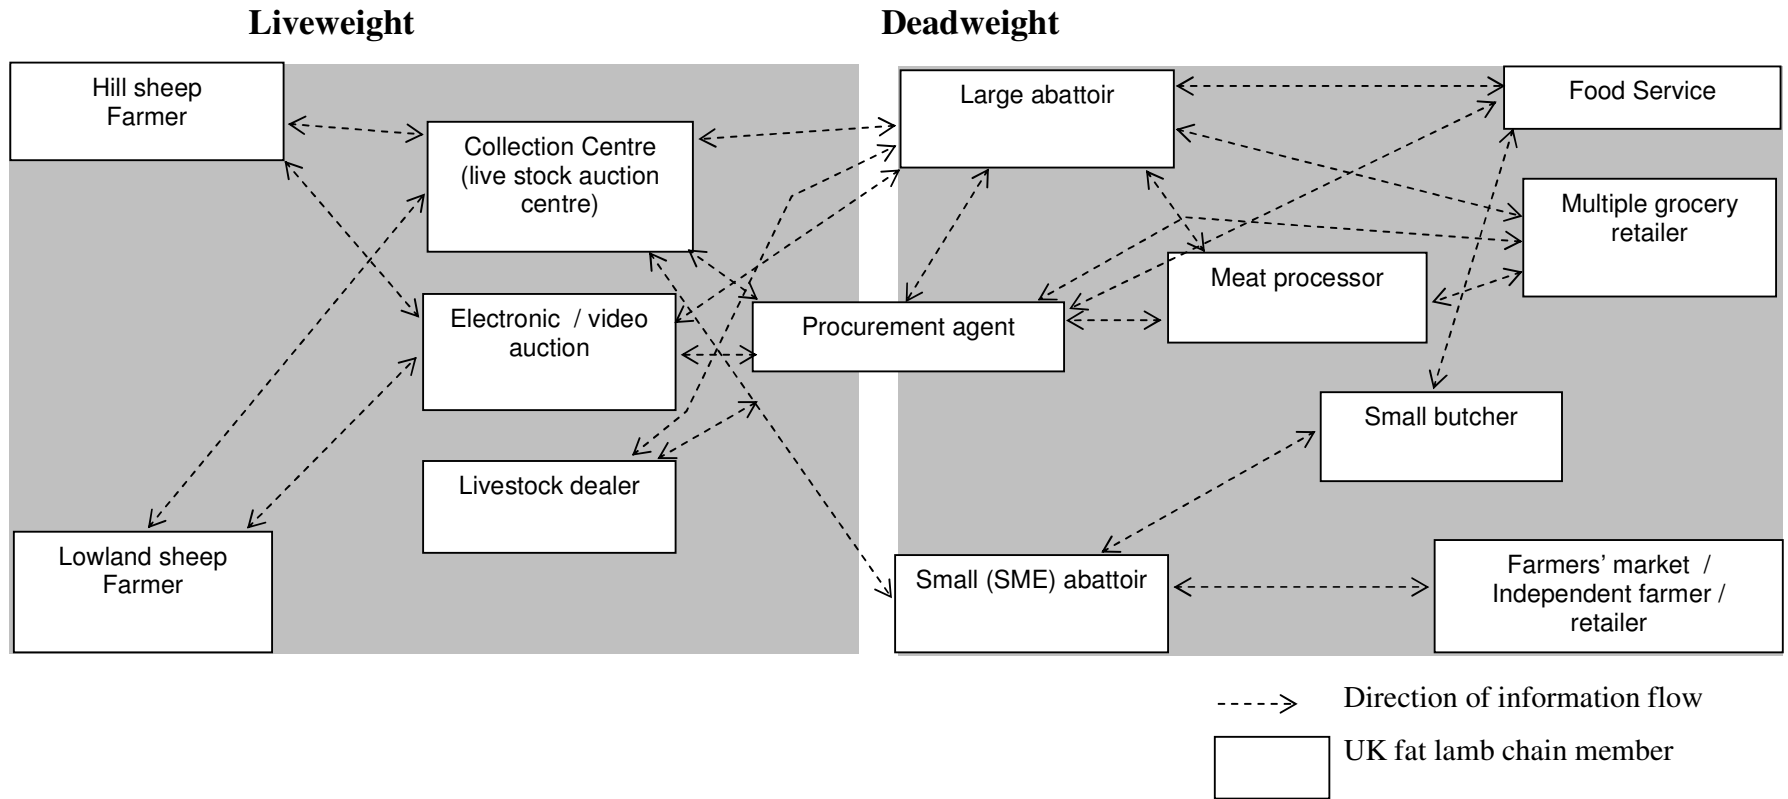 Liveweight
Deadweight
Hill sheep
Farmer
Collection Centre
(live stock auction
centre)
Electronic / video
auction
Livestock dealer
Lowland sheep
Farmer
Procurement agent
Large abattoir
Food Service
Multiple grocery
retailer
Meat processor
Small butcher
Small (SME) abattoir
Farmers’ market /
Independent farmer /
retailer
Direction of information flow
UK fat lamb chain member